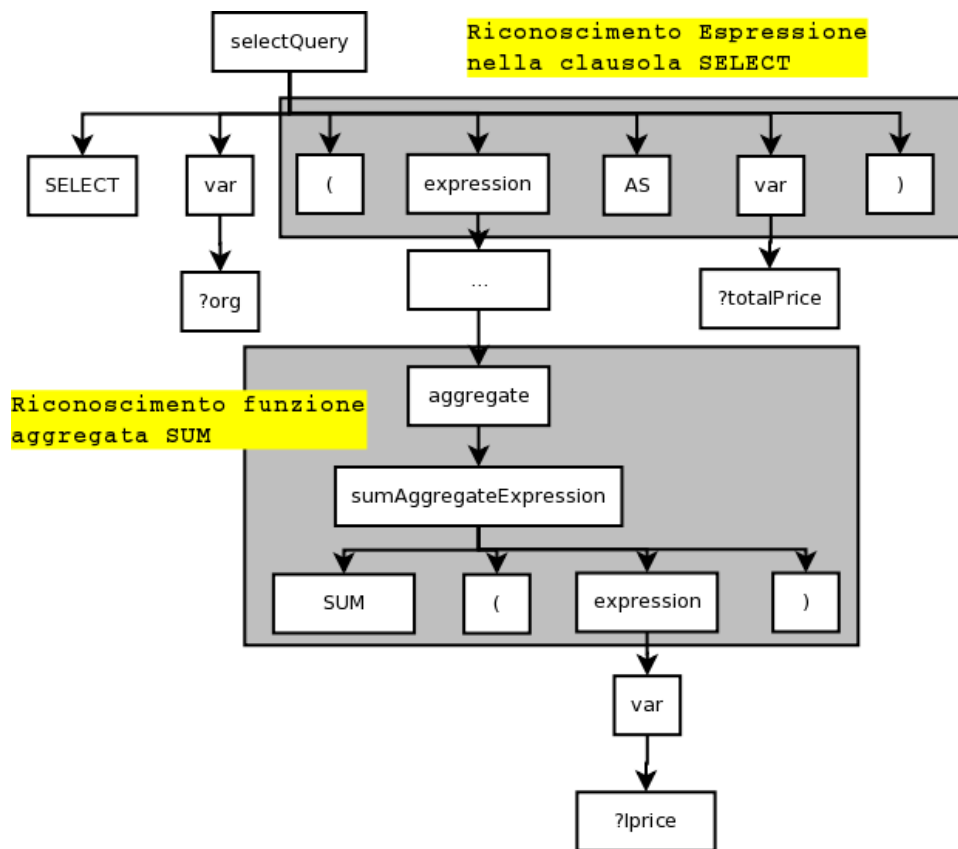 selectQuery
Riconoscimento Espressione
nella clausola SELECT
SELECT
var
(
expression
AS
var
)
?org
...
?totalPrice
aggregate
Riconoscimento funzione
aggregata SUM
sumAggregateExpression
SUM
(
expression
)
var
?lprice